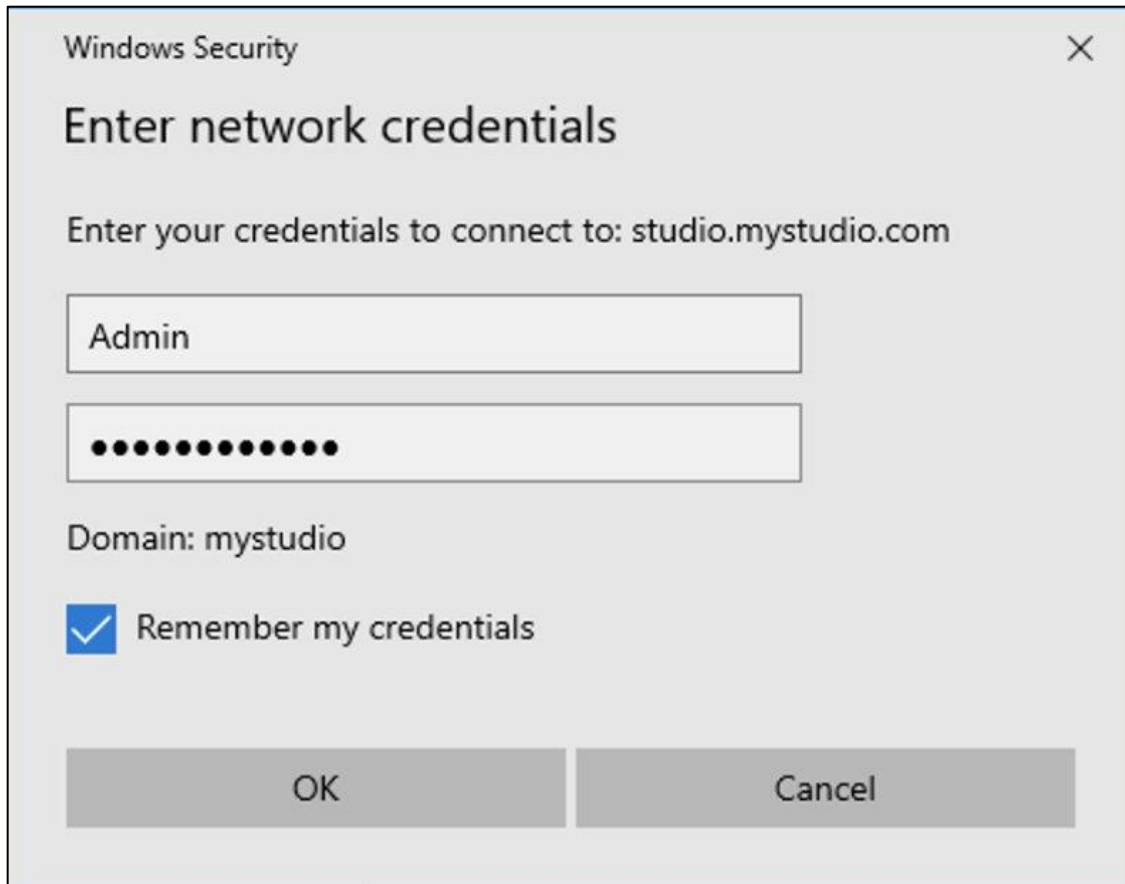 Windows Security
Enter network credentials
Enter your credentials to connect to: studio.mystudio.com
Admin
●●●●●●●●●●●●
Domain: mystudio
Remember my credentials
OK
Cancel